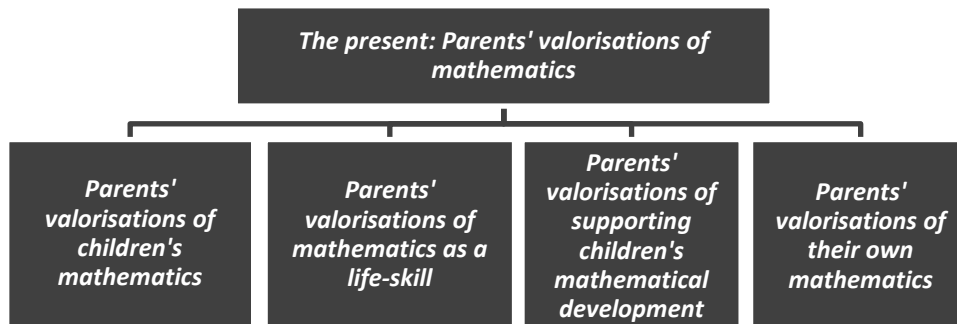 The present: Parents' valorisations of
mathematics
Parents'
valorisations of
children's
mathematics
Parents'
valorisations of
mathematics as a
life-skill
Parents'
valorisations of
supporting
children's
mathematical
development
Parents'
valorisations of
their own
mathematics